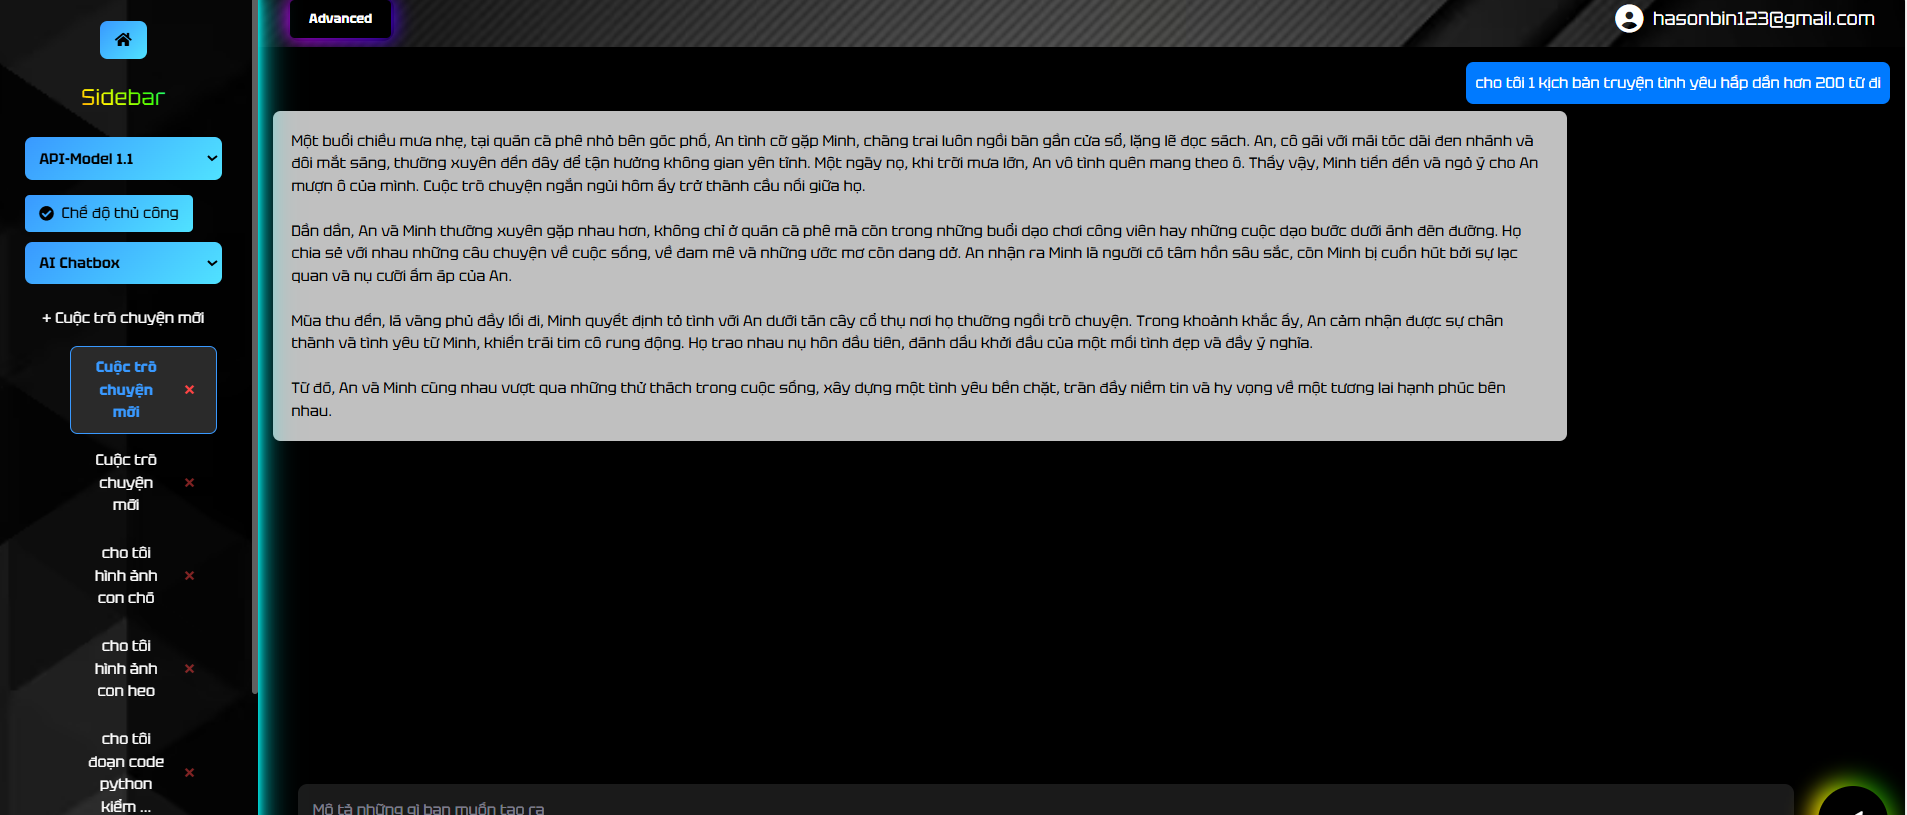 Advanced
hasonbin123@gmail.com
Sidebar
API-Model 1.1
Chế độ thủ công
AI Chatbox
+ Cuộc trò chuyện mới
Cuộc trò
chuyện
mới
Cuộc trò
chuyện
mới
cho tôi
hình ảnh
con chó
cho tôi
hình ảnh
con heo
cho tôi
đoạn code
python
kiểm ...
cho tôi 1 kịch bản truyện tình yêu hấp dẫn hơn 200 từ đi
Một buổi chiều mưa nhẹ, tại quán cà phê nhỏ bên góc phố, An tình cờ gặp Minh, chàng trai luôn ngồi bàn gần cửa sổ, lặng lẽ đọc sách. An, cô gái với mái tóc dài đen nhánh và
đôi mắt sáng, thường xuyên đến đây để tận hưởng không gian yên tĩnh. Một ngày nọ, khi trời mưa lớn, An vô tình quên mang theo ô. Thấy vậy, Minh tiến đến và ngỏ ý cho An
mượn ô của mình. Cuộc trò chuyện ngắn ngủi hôm ấy trở thành cầu nối giữa họ.
Dần dần, An và Minh thường xuyên gặp nhau hơn, không chỉ ở quán cà phê mà còn trong những buổi dạo chơi công viên hay những cuộc dạo bước dưới ánh đèn đường. Họ
chia sẻ với nhau những câu chuyện về cuộc sống, về đam mê và những ước mơ còn dang dở. An nhận ra Minh là người có tâm hồn sâu sắc, còn Minh bị cuốn hút bởi sự lạc
quan và nụ cười ấm áp của An.
Mùa thu đến, lá vàng phủ đầy lối đi, Minh quyết định tỏ tình với An dưới tán cây cổ thụ nơi họ thường ngồi trò chuyện. Trong khoảnh khắc ấy, An cảm nhận được sự chân
thành và tình yêu từ Minh, khiến trái tim cô rung động. Họ trao nhau nụ hôn đầu tiên, đánh dấu khởi đầu của một mối tình đẹp và đầy ý nghĩa.
Từ đó, An và Minh cùng nhau vượt qua những thử thách trong cuộc sống, xây dựng một tình yêu bền chặt, tràn đầy niềm tin và hy vọng về một tương lai hạnh phúc bên
nhau.
Mô tả những gì bạn muốn tạo ra